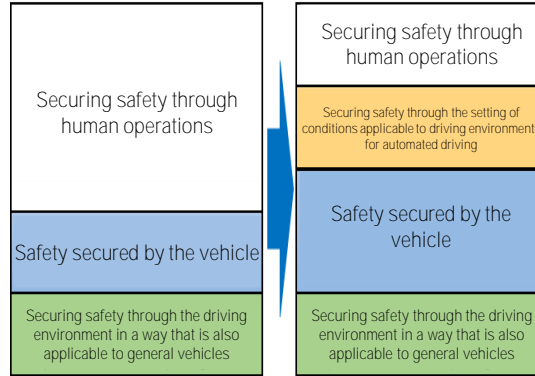 Securing safety through
human operations
Safety secured by the vehicle
Securing safety through the driving
environment in a way that is also
applicable to general vehicles
Securing safety through
human operations
Securing safety through the setting of
conditions applicable to driving environment
for automated driving
Safety secured by the
vehicle
Securing safety through the driving
environment in a way that is also
applicable to general vehicles